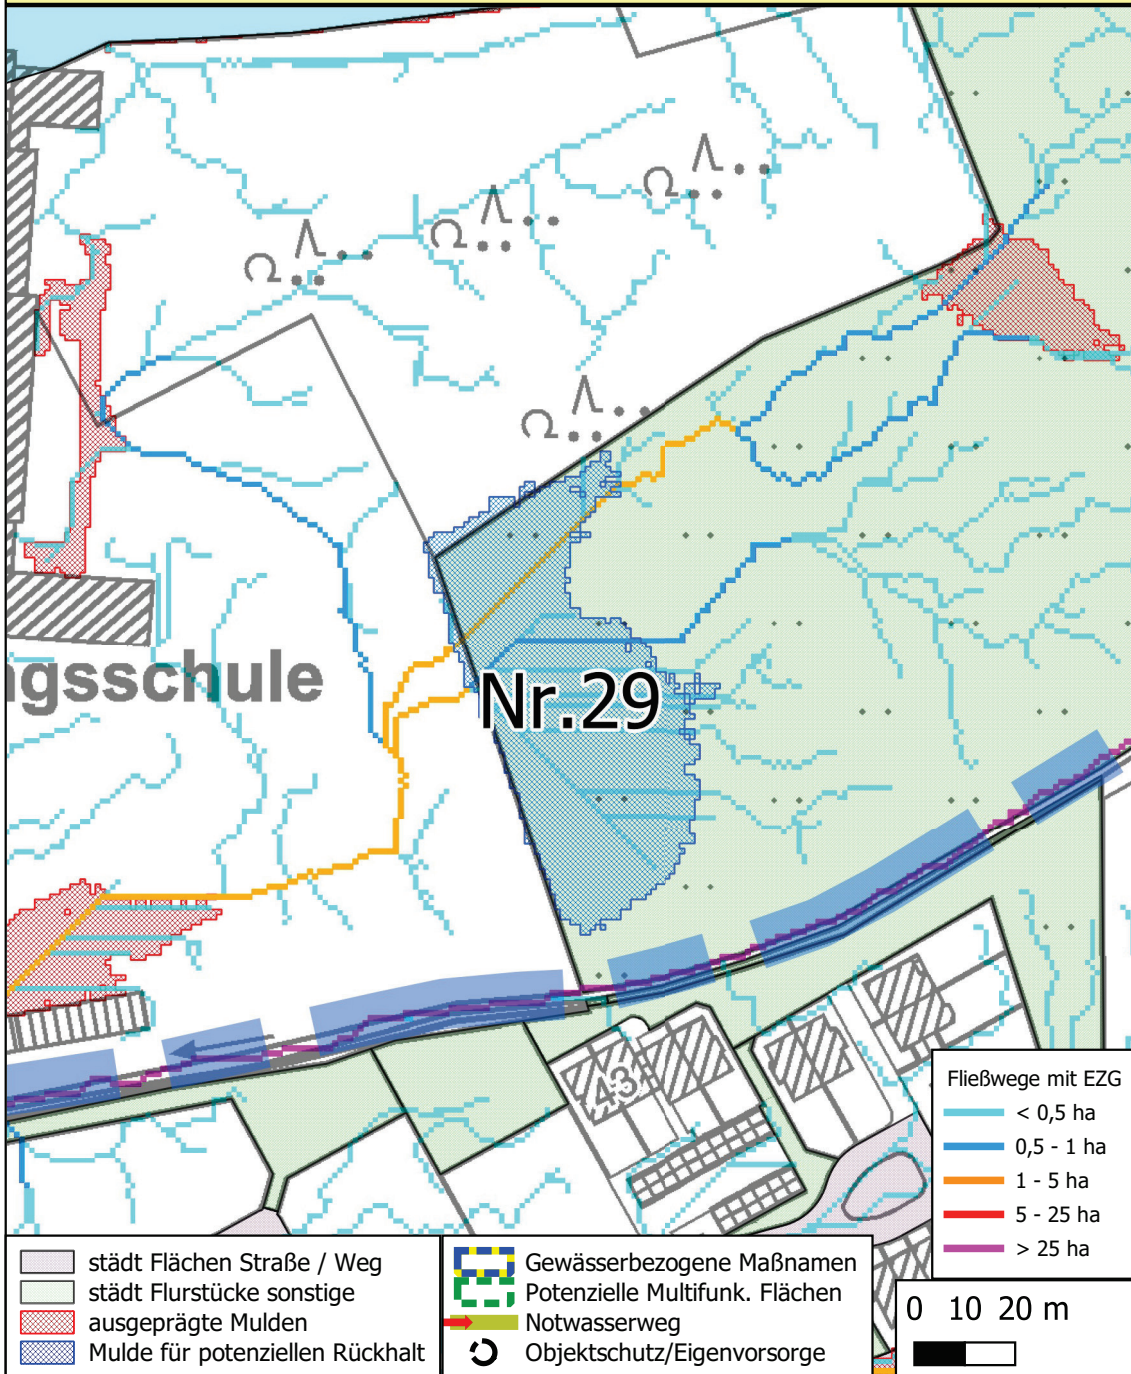 ngsschule
Nr.29
43
Fließwege mit EZG
< 0,5 ha
0,5 - 1 ha
1 - 5 ha
5 - 25 ha
> 25 ha
städt Flächen Straße / Weg
städt Flurstücke sonstige
ausgeprägte Mulden
Mulde für potenziellen Rückhalt
Gewässerbezogene Maßnamen
Potenzielle Multifunk. Flächen
Notwasserweg
Objektschutz/Eigenvorsorge
0 10 20 m